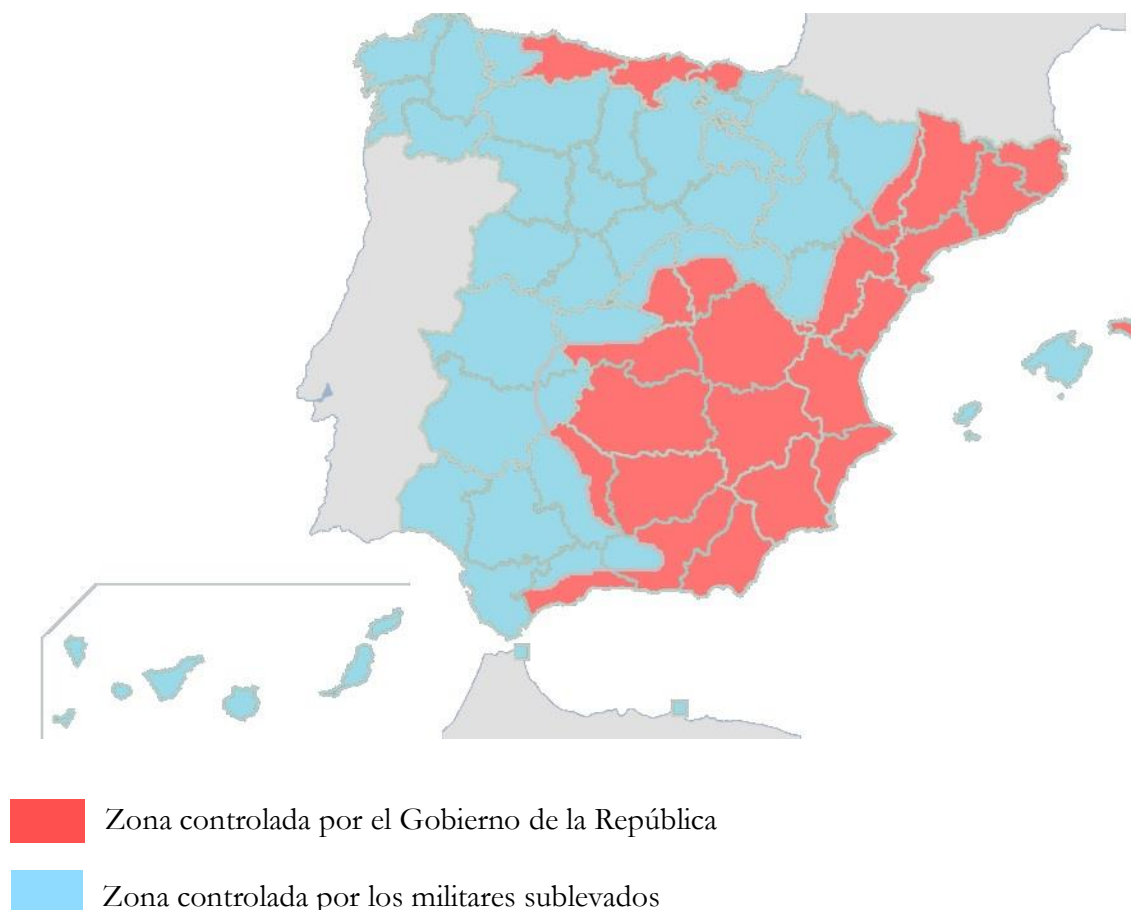 Zona controlada por el Gobierno de la República
Zona controlada por los militares sublevados